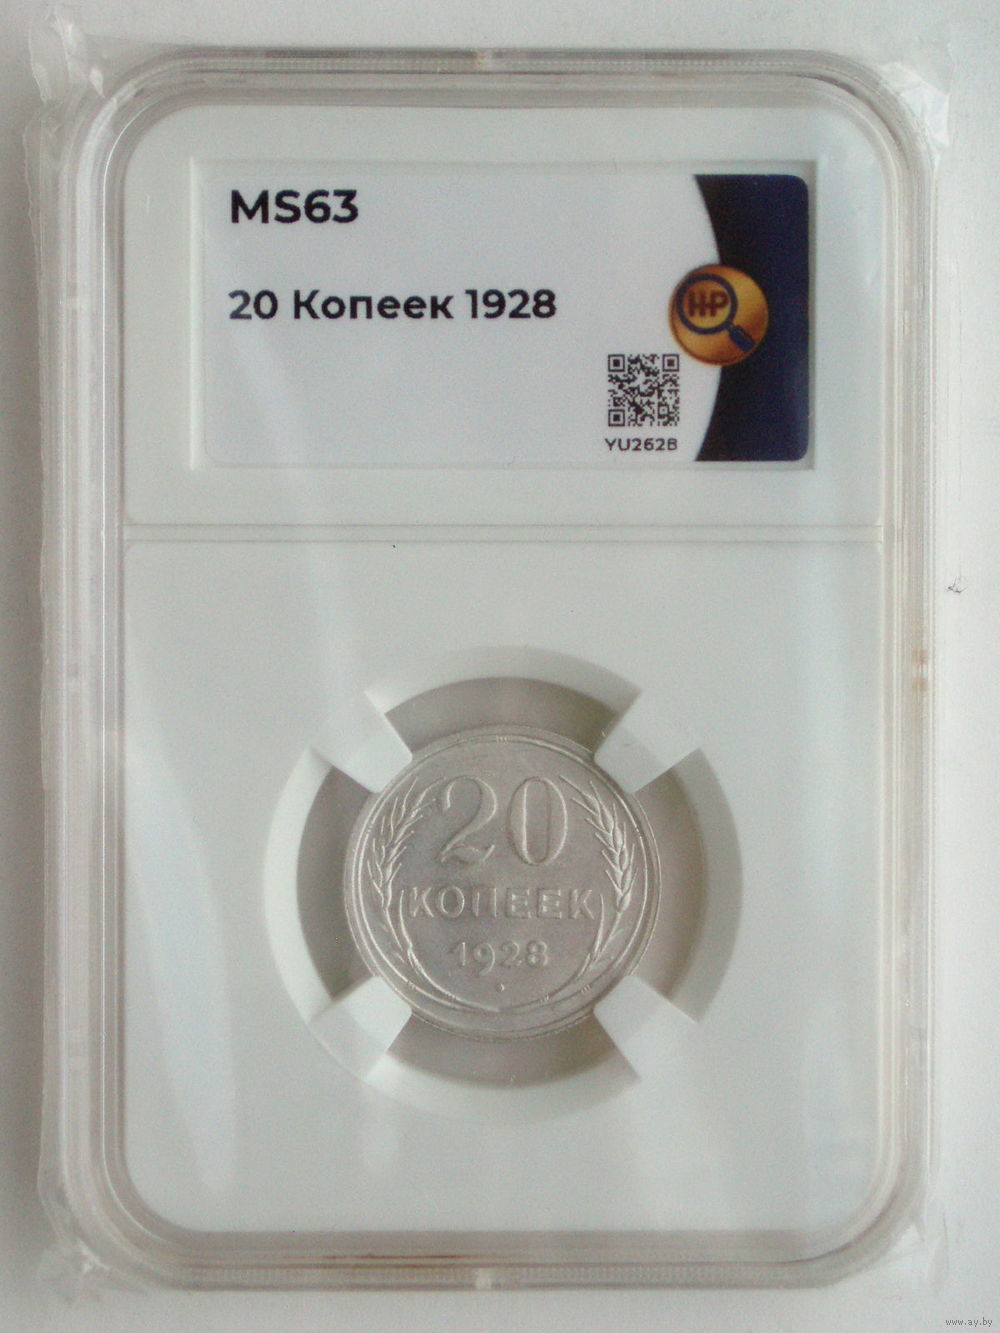 MS63
20 Копеек 1928
НР
YU262B
20
КОПЕЕК
1928
www.ay.by